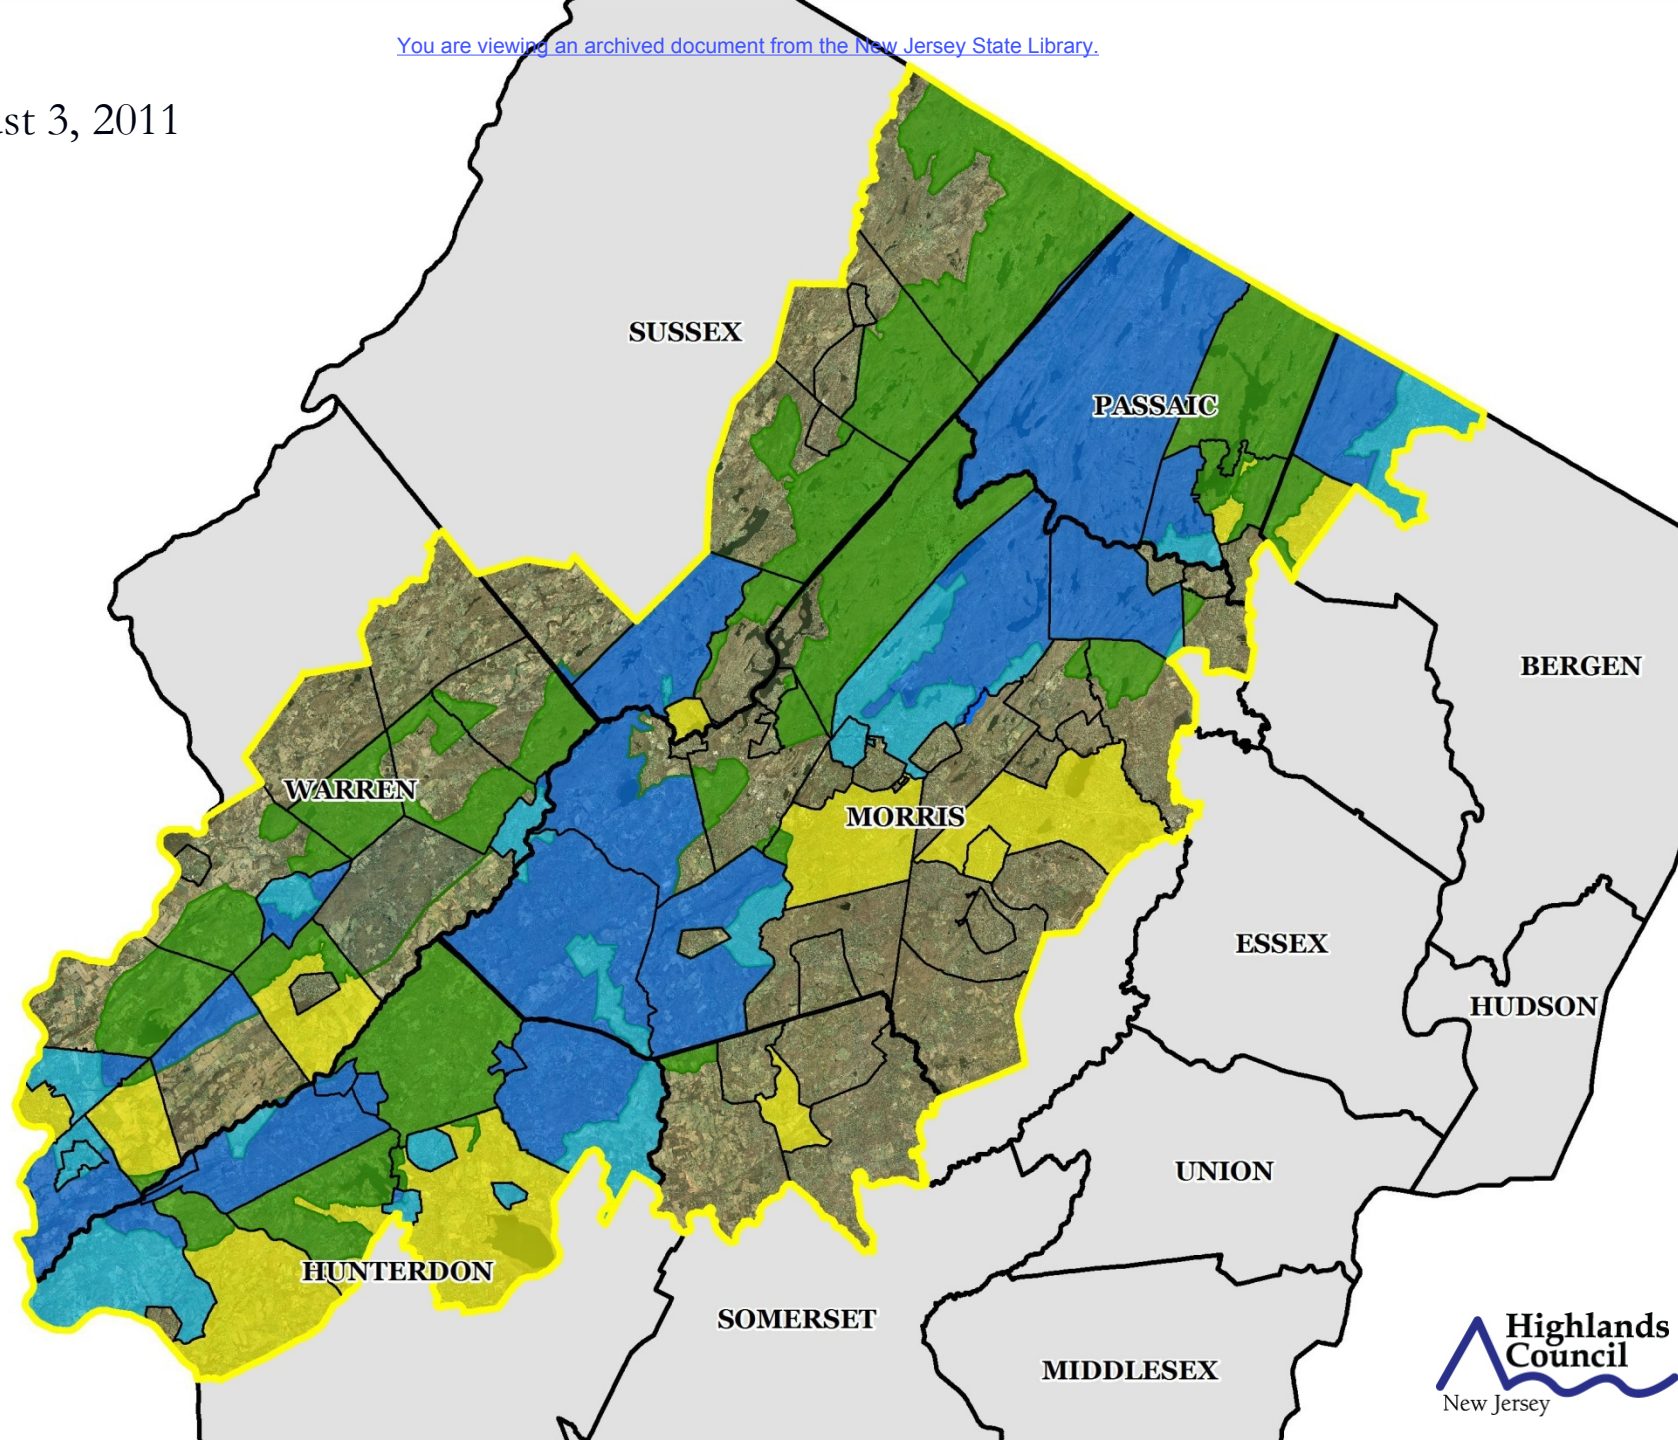 You are viewing an archived document from the New Jersey State Library.
st 3, 2011
SUSSEX
PASSAIC
BERGEN
WARREN
MORRIS
ESSEX
HUDSON
UNION
HUNTERDON
SOMERSET
MIDDLESEX
Highlands
Council
New Jersey